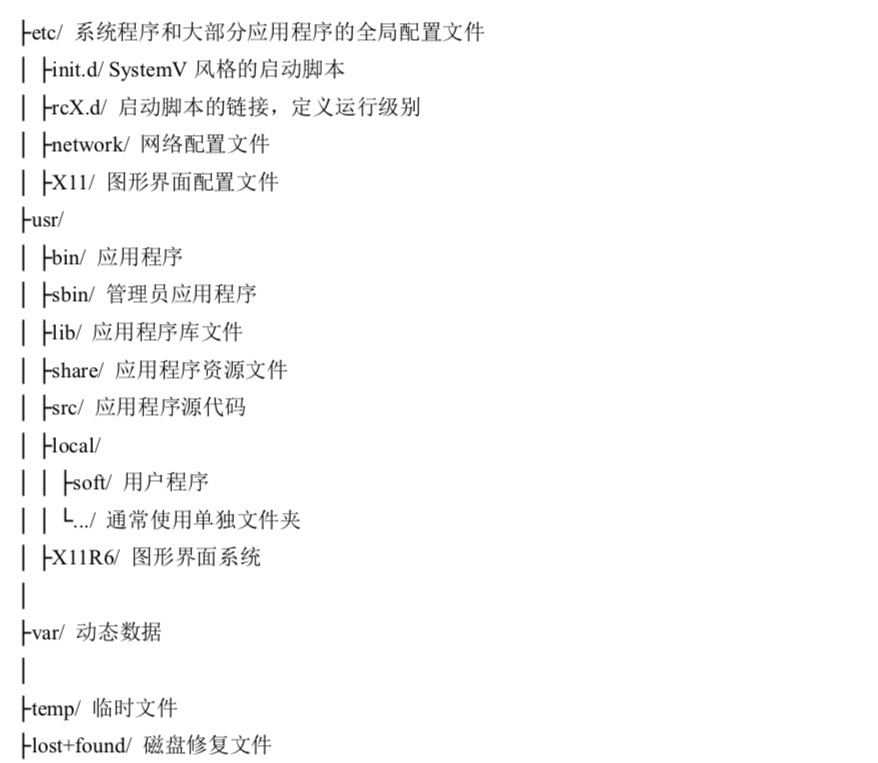 ├etc/ 系统程序和大部分应用程序的全局配置文件
│ ├init.d/ SystemV 风格的启动脚本
│ ├rcX.d/ 启动脚本的链接，定义运行级别
│ ├network/ 网络配置文件
│ ├X11/ 图形界面配置文件
├usr/
│ ├bin/ 应用程序
│ ├sbin/ 管理员应用程序
│ ├lib/ 应用程序库文件
│ ├share/ 应用程序资源文件
│ ├src/ 应用程序源代码
│ ├local/
│ │ ├soft/ 用户程序
│ │ └.../ 通常使用单独文件夹
│ ├X11R6/ 图形界面系统
│
├var/ 动态数据
│
├temp/ 临时文件
├lost+found/ 磁盘修复文件